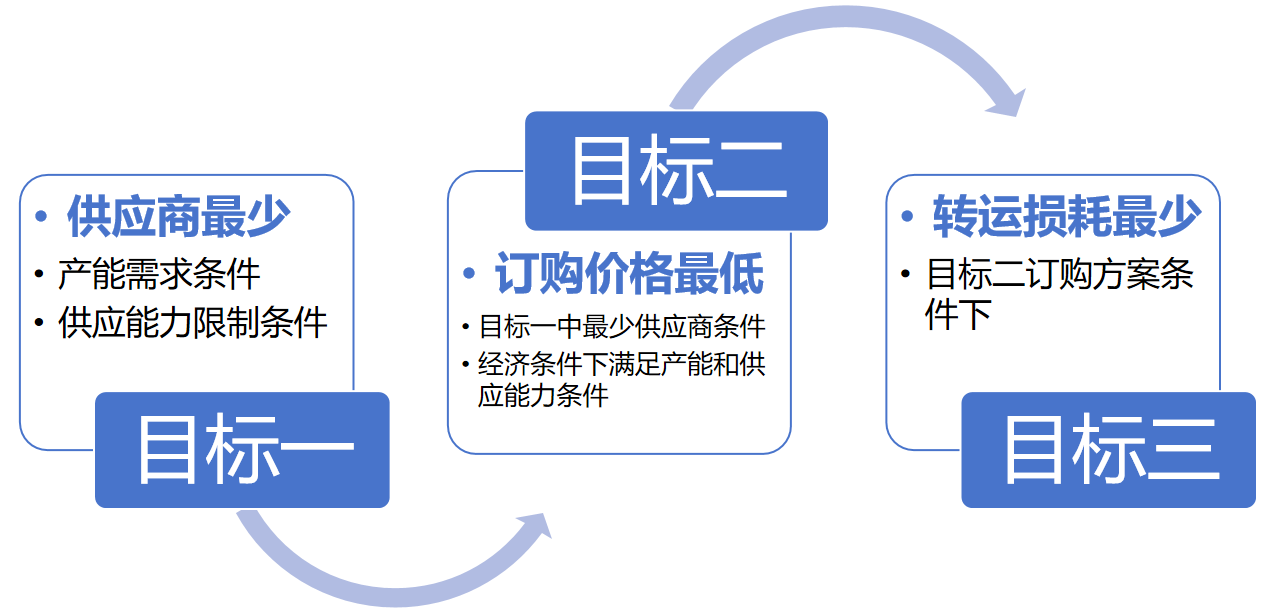 • 供应商最少
• 产能需求条件
• 供应能力限制条件
目标一
目标二
• 订购价格最低
• 目标一中最少供应商条件
• 经济条件下满足产能和供
应能力条件
• 转运损耗最少
• 目标二订购方案条
件下
目标三